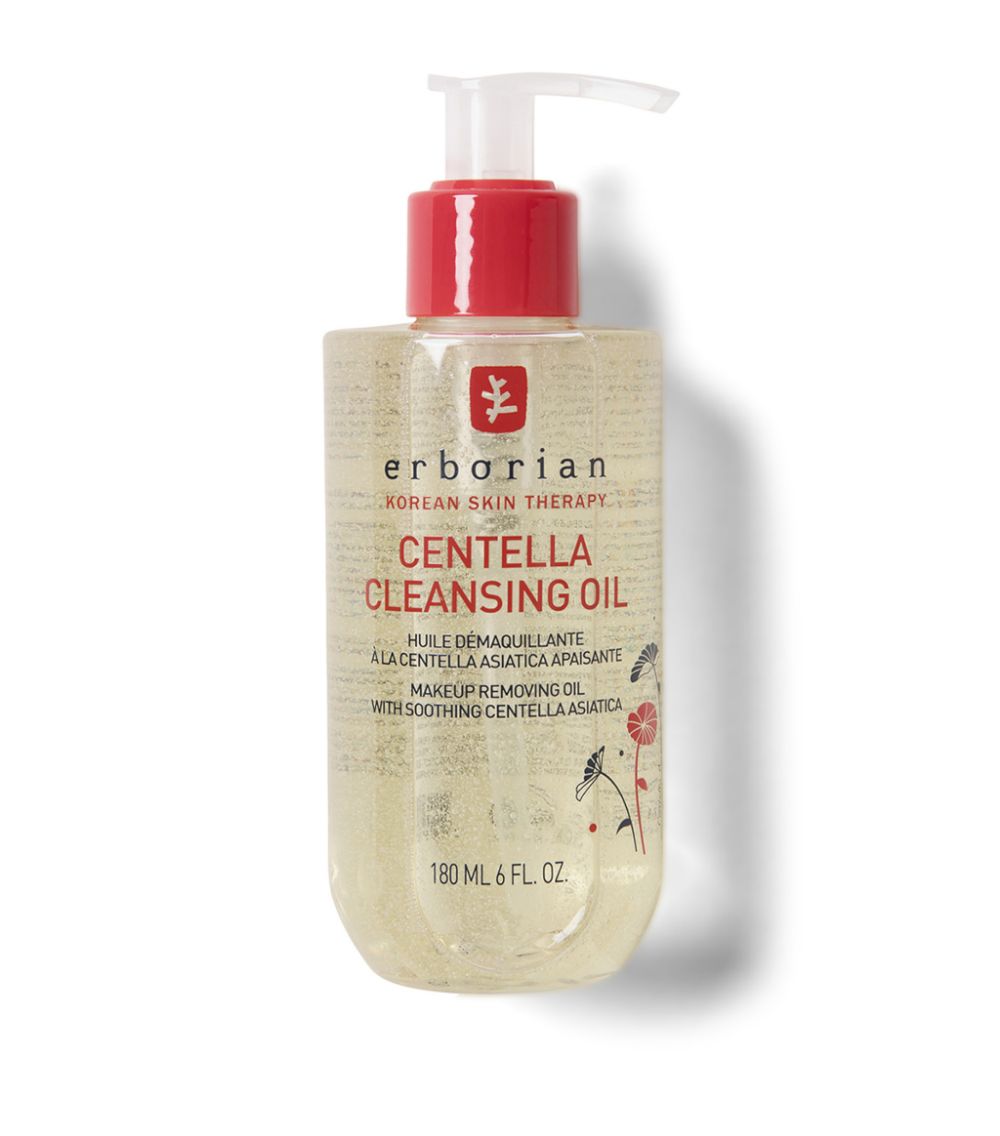 erborian
KOREAN SKIN THERAPY
CENTELLA
CLEANSING OIL
HUILE DÉMAQUILLANTE
À LA CENTELLA ASIATICA APAISANTE
MAKEUP REMOVING OIL
WITH SOOTHING CENTELLA ASIATICA
180 ML 6 FL. OZ.